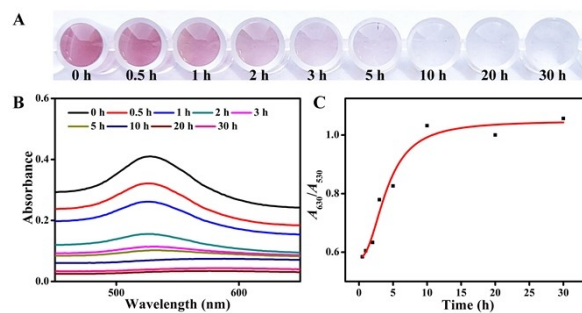 A
0 h 0.5 h 1 h 2 h 3 h 5 h 10 h 20 h 30 h
B
0.6
0.4
0.2
0.0
Absorbance
0 h 0.5 h 1 h 2 h 3 h
5 h 10 h 20 h 30 h
500 600
Wavelength (nm)
C
1.0
0.8
0.6
A630/A530
0 5 10 15 20 25 30
Time (h)